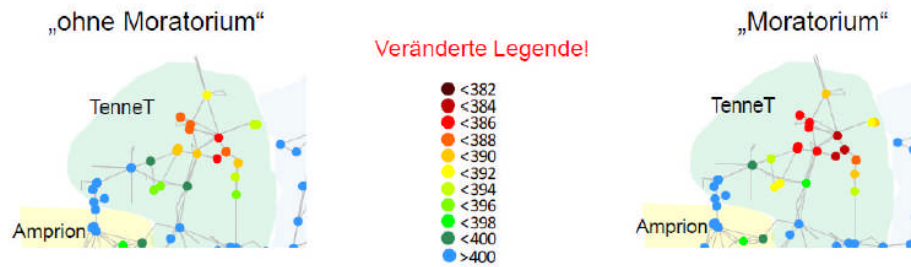 „ohne Moratorium“
Veränderte Legende!
„Moratorium“
TenneT
Amprion
<382
<384
<386
<388
<390
<392
<394
<396
<398
<400
>400
TenneT
Amprion